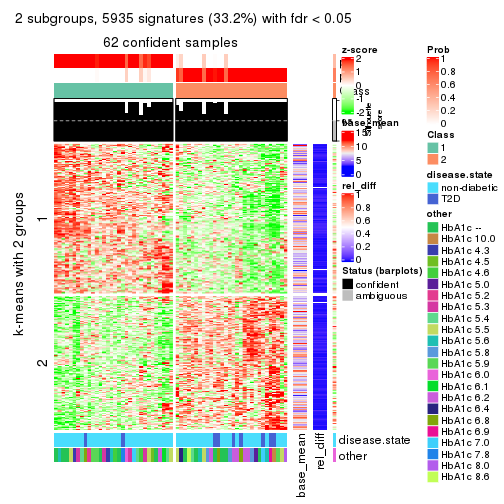 2 subgroups, 5935 signatures (33.2%) with fdr < 0.05
62 confident samples
k-means with 2 groups
1
2
disease.state
other
base_mean
rel_diff
z-score
2
1
0
-1
-2
base_mean
15
10
5
0
rel_diff
1
0.8
0.6
0.4
0.2
0
Status (barplots)
confident
ambiguous
Silhouette
score
Prob
1
0.8
0.6
0.4
0.2
0
Class
1
2
disease.state
non-diabetic
T2D
other
HbA1c --
HbA1c 10.0
HbA1c 4.3
HbA1c 4.5
HbA1c 4.6
HbA1c 5.0
HbA1c 5.2
HbA1c 5.3
HbA1c 5.4
HbA1c 5.5
HbA1c 5.6
HbA1c 5.8
HbA1c 5.9
HbA1c 6.0
HbA1c 6.1
HbA1c 6.2
HbA1c 6.4
HbA1c 6.8
HbA1c 6.9
HbA1c 7.0
HbA1c 7.8
HbA1c 8.0
HbA1c 8.6